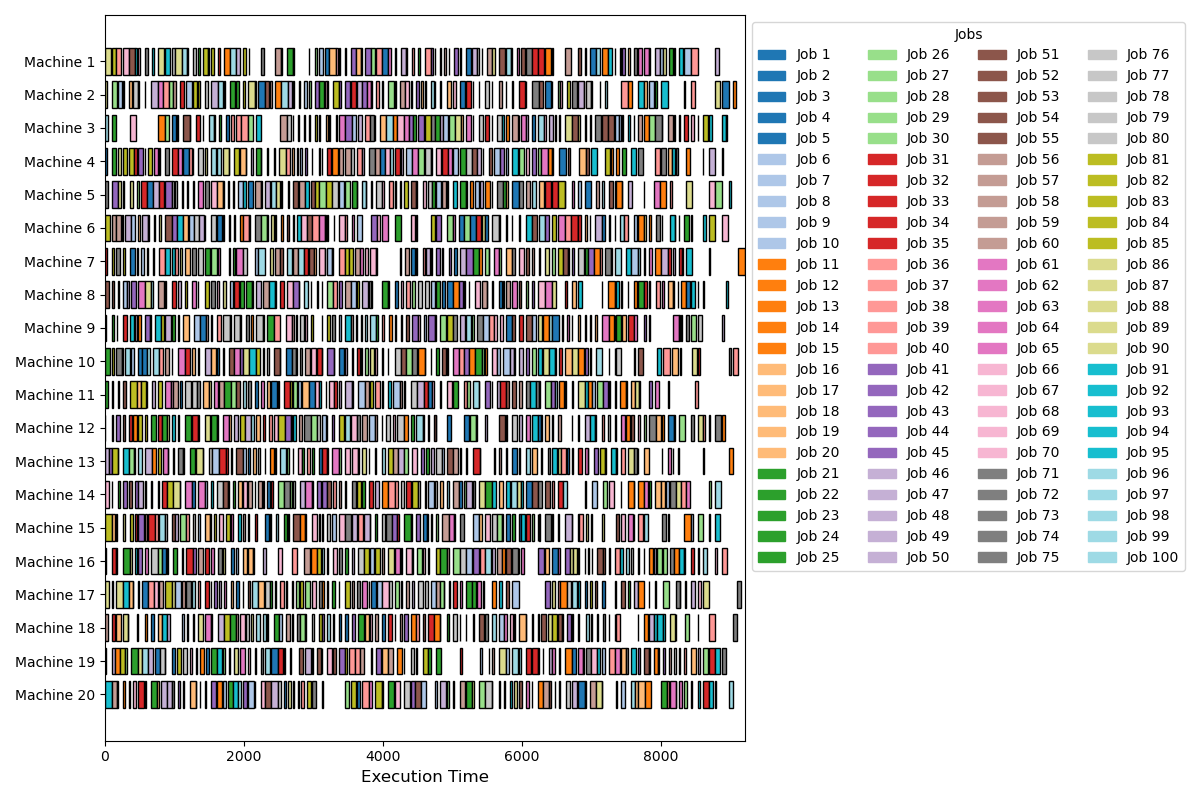 Machine 1
Machine 2
Machine 3
Machine 4
Machine 5
Machine 6
Machine 7
Machine 8
Machine 9
Machine 10
Machine 11
Machine 12
Machine 13
Machine 14
Machine 15
Machine 16
Machine 17
Machine 18
Machine 19
Machine 20
0 2000 4000 6000 8000
Execution Time
Jobs
Job 1 Job 26 Job 51 Job 76
Job 2 Job 27 Job 52 Job 77
Job 3 Job 28 Job 53 Job 78
Job 4 Job 29 Job 54 Job 79
Job 5 Job 30 Job 55 Job 80
Job 6 Job 31 Job 56 Job 81
Job 7 Job 32 Job 57 Job 82
Job 8 Job 33 Job 58 Job 83
Job 9 Job 34 Job 59 Job 84
Job 10 Job 35 Job 60 Job 85
Job 11 Job 36 Job 61 Job 86
Job 12 Job 37 Job 62 Job 87
Job 13 Job 38 Job 63 Job 88
Job 14 Job 39 Job 64 Job 89
Job 15 Job 40 Job 65 Job 90
Job 16 Job 41 Job 66 Job 91
Job 17 Job 42 Job 67 Job 92
Job 18 Job 43 Job 68 Job 93
Job 19 Job 44 Job 69 Job 94
Job 20 Job 45 Job 70 Job 95
Job 21 Job 46 Job 71 Job 96
Job 22 Job 47 Job 72 Job 97
Job 23 Job 48 Job 73 Job 98
Job 24 Job 49 Job 74 Job 99
Job 25 Job 50 Job 75 Job 100